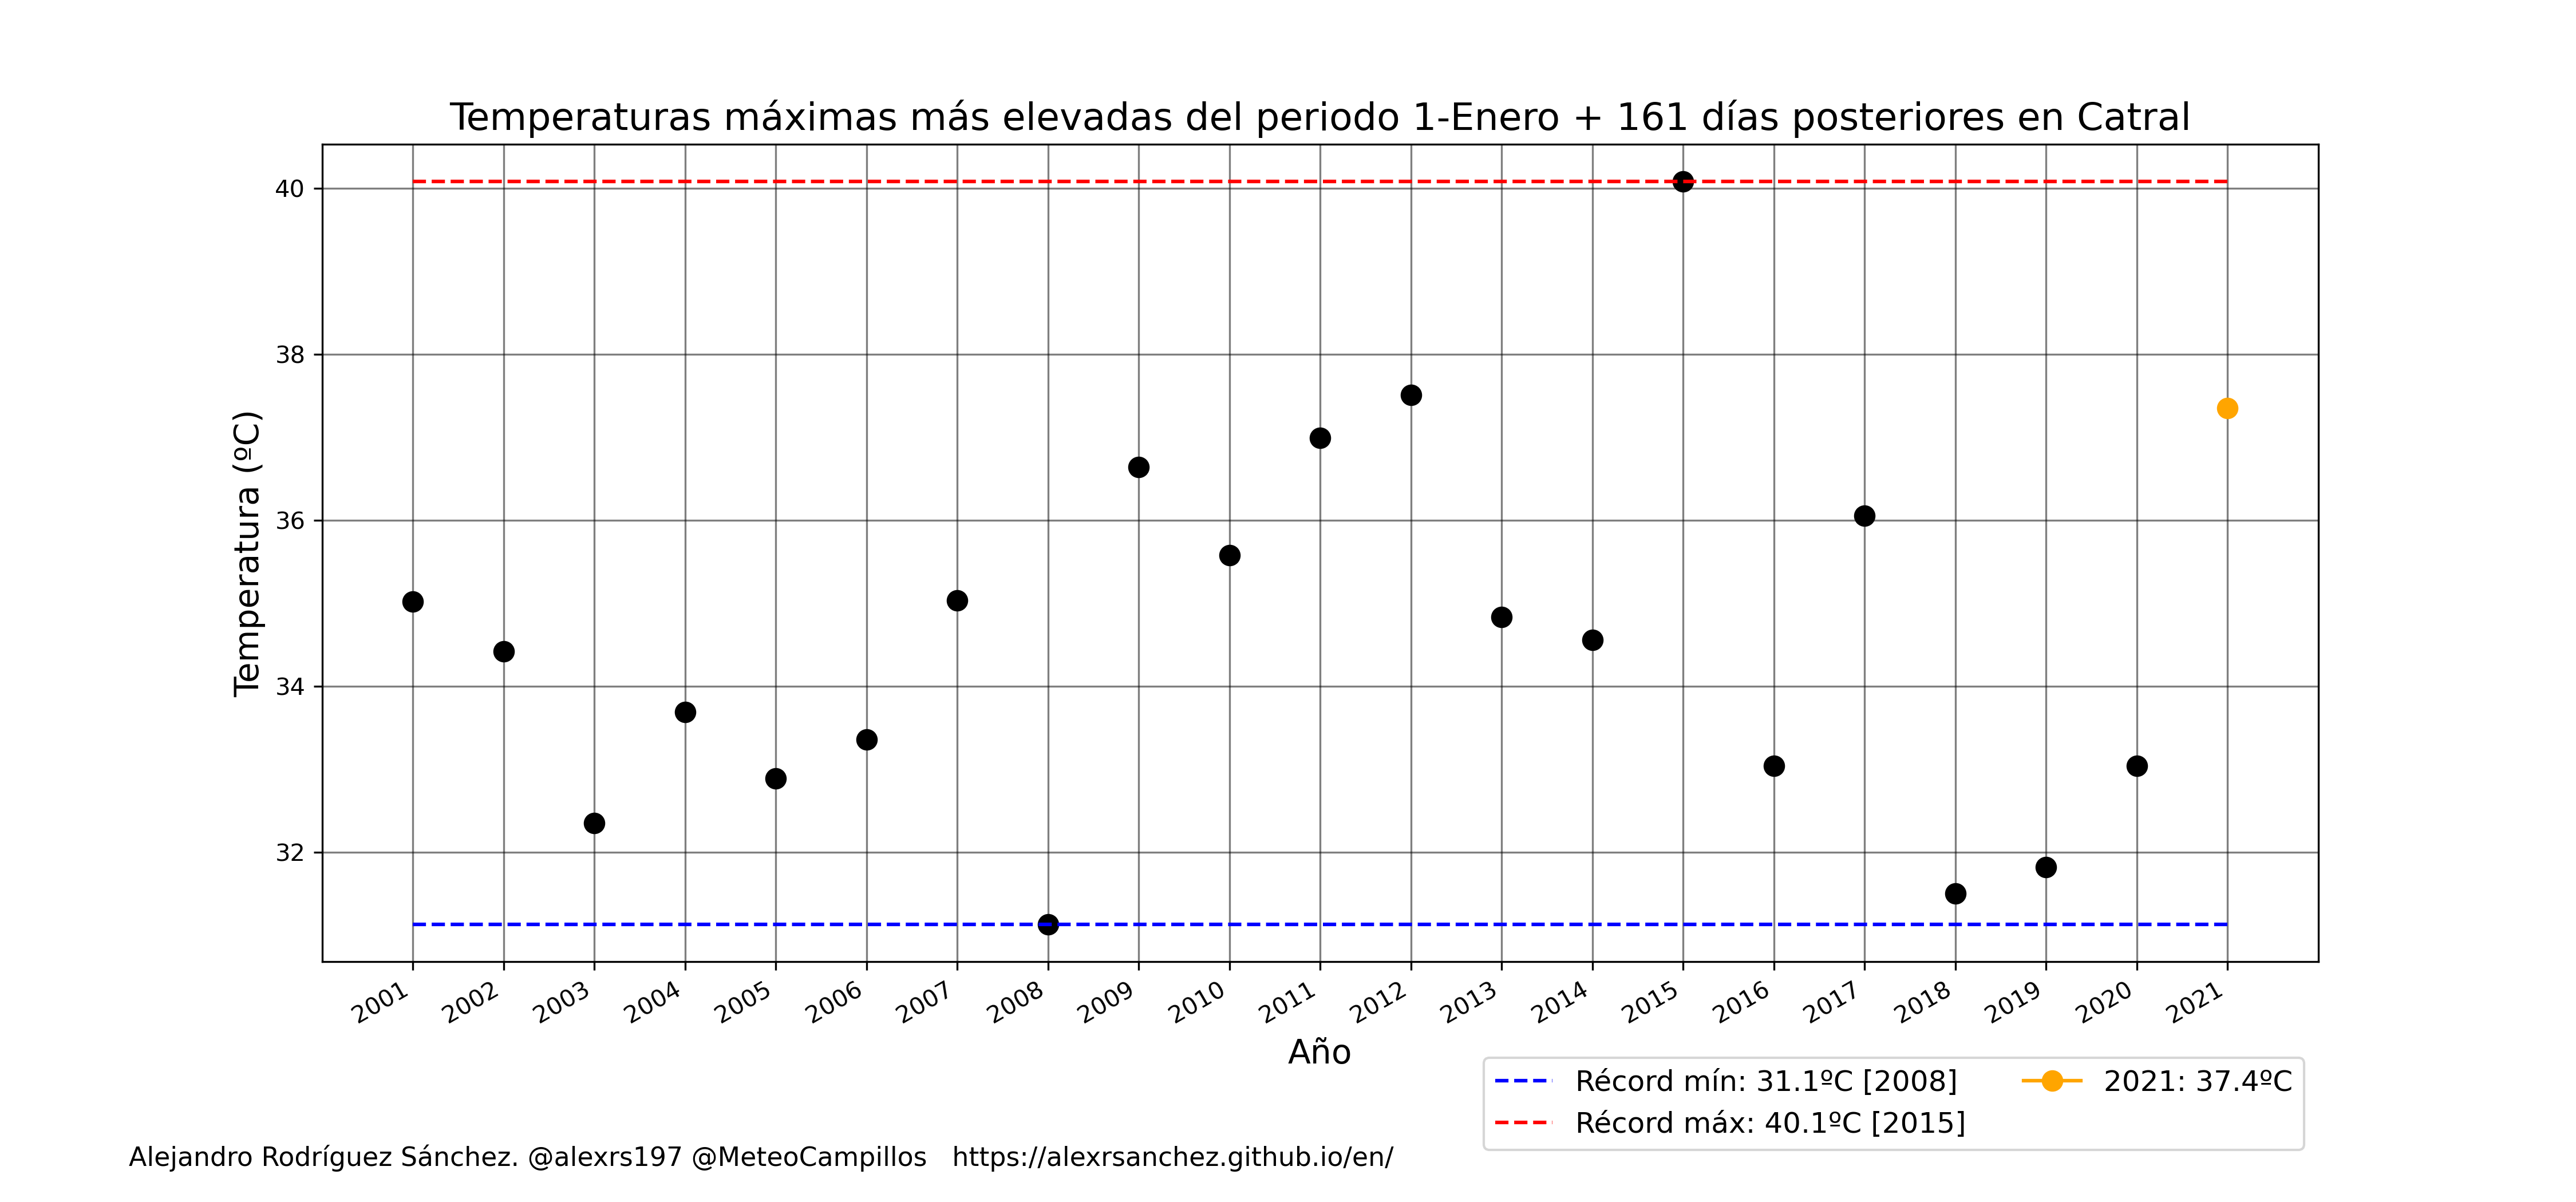 Temperaturas máximas más elevadas del periodo 1-Enero + 161 días posteriores en Catral
Temperatura (ºC)
40
38
36
34
32
2001 2002 2003 2004 2005 2006 2007 2008 2009 2010 2011 2012 2013 2014 2015 2016 2017 2018 2019 2020 2021
Año
Récord mín: 31.1ºC [2008]
Récord máx: 40.1ºC [2015]
2021: 37.4ºC
Alejandro Rodríguez Sánchez. @alexrs197 @MeteoCampillos https://alexrsanchez.github.io/en/